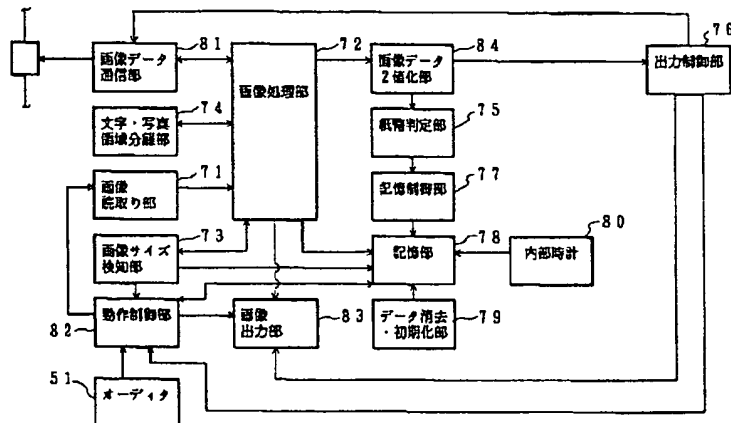 81
画像データ
通信部
72
画像処理部
84
画像データ
2値化部
76
出力制御部
74
文字・写真
領域分離部
75
紙幣判定部
71
画像
読取り部
77
記憶制御部
73
画像サイズ
検知部
78
記憶部
80
内部時計
動作制御部
82
画像
出力部
83
データ消去
・初期化部
79
51
オーディタ